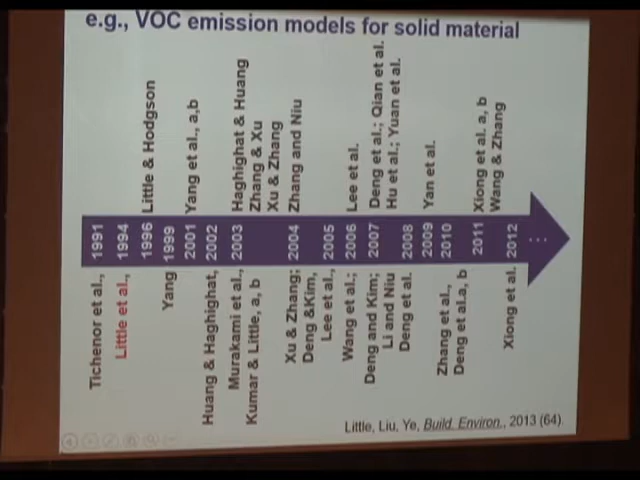 e.g., VOC emission models for solid material
Little & Hodgson
Yang et al., a,b
Haghighat & Huang
Zhang & Xu
Xu & Zhang
Zhang and Niu
Lee et al.
Deng et al.; Qian et al.
Hu et al.; Yuan et al.
Yan et al.
Xiong et al. a, b
Wang & Zhang
1991
1994
1996
1999
2001
2002
2003
2004
2005
2006
2007
2008
2009
2010
2011
2012
...
Tichenor et al.,
Little et al.,
Yang
Huang & Haghighat,
Murakami et al.,
Kumar & Little, a, b
Xu & Zhang;
Deng &Kim,
Lee et al.,
Wang et al.;
Deng and Kim;
Li and Niu
Deng et al.
Zhang et al.,
Deng et al.a, b
Xiong et al.
Little, Liu, Ye, Build. Environ., 2013 (64).